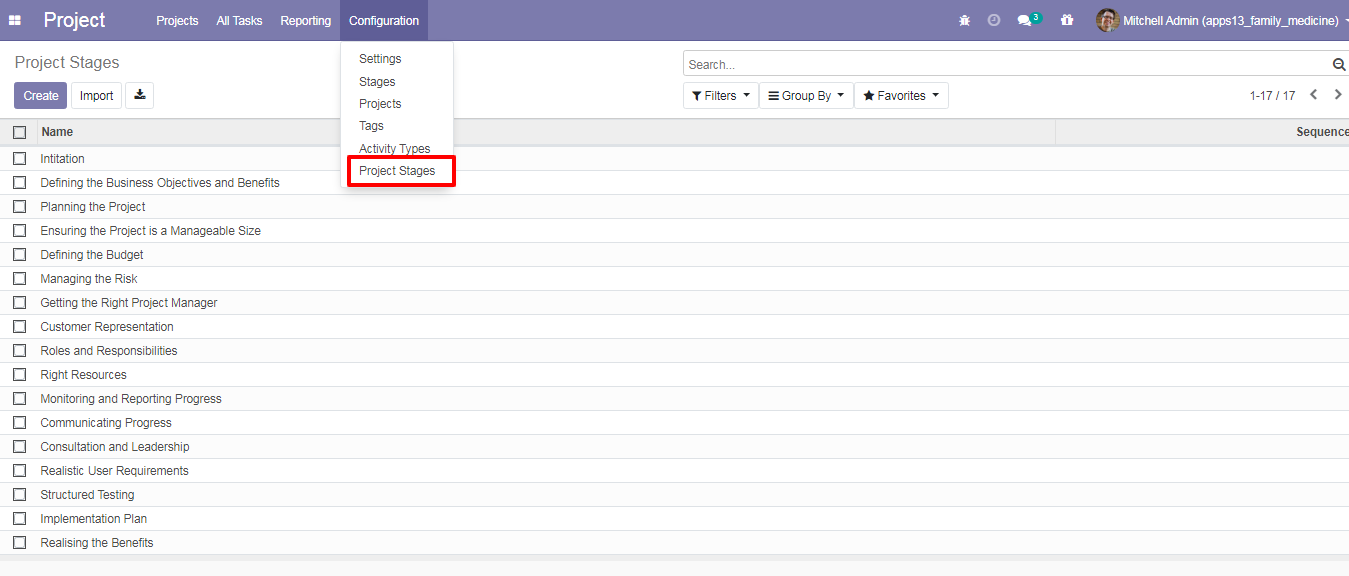 Project Projects All Tasks Reporting Configuration 3 Mitchell Admin (apps13_family_medicine)
Project Stages
Search...
Create Import Filters Group By Favorites 1-17 / 17
Settings
Stages
Projects
Tags
Activity Types
Project Stages
Name Sequence
Intitation
Defining the Business Objectives and Benefits
Planning the Project
Ensuring the Project is a Manageable Size
Defining the Budget
Managing the Risk
Getting the Right Project Manager
Customer Representation
Roles and Responsibilities
Right Resources
Monitoring and Reporting Progress
Communicating Progress
Consultation and Leadership
Realistic User Requirements
Structured Testing
Implementation Plan
Realising the Benefits